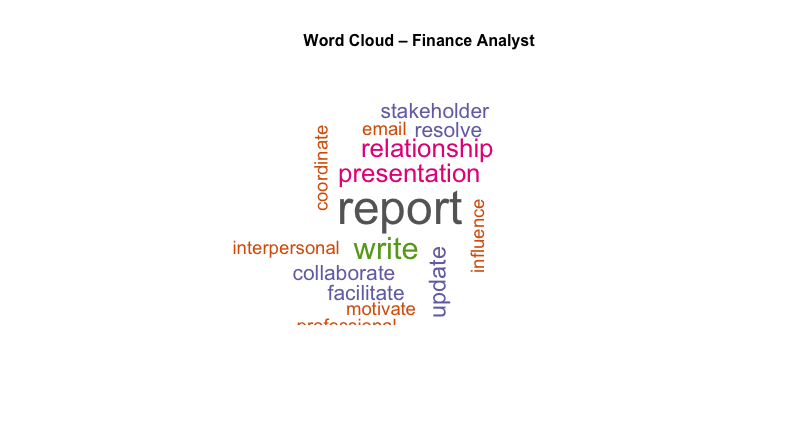 Word Cloud – Finance Analyst
stakeholder
email
resolve
coordinate
relationship
presentation
report
influence
interpersonal
write
update
collaborate
facilitate
motivate
professional